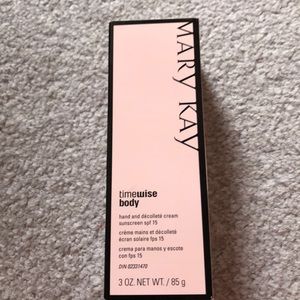 MARY KAY
timewise
body
hand and décolleté cream
sunscreen spf 15
crème mains et décolleté
écran solaire fps 15
crema para manos y escote
con fps 15
DIN 02331470
3 OZ. NET WT. / 85 g